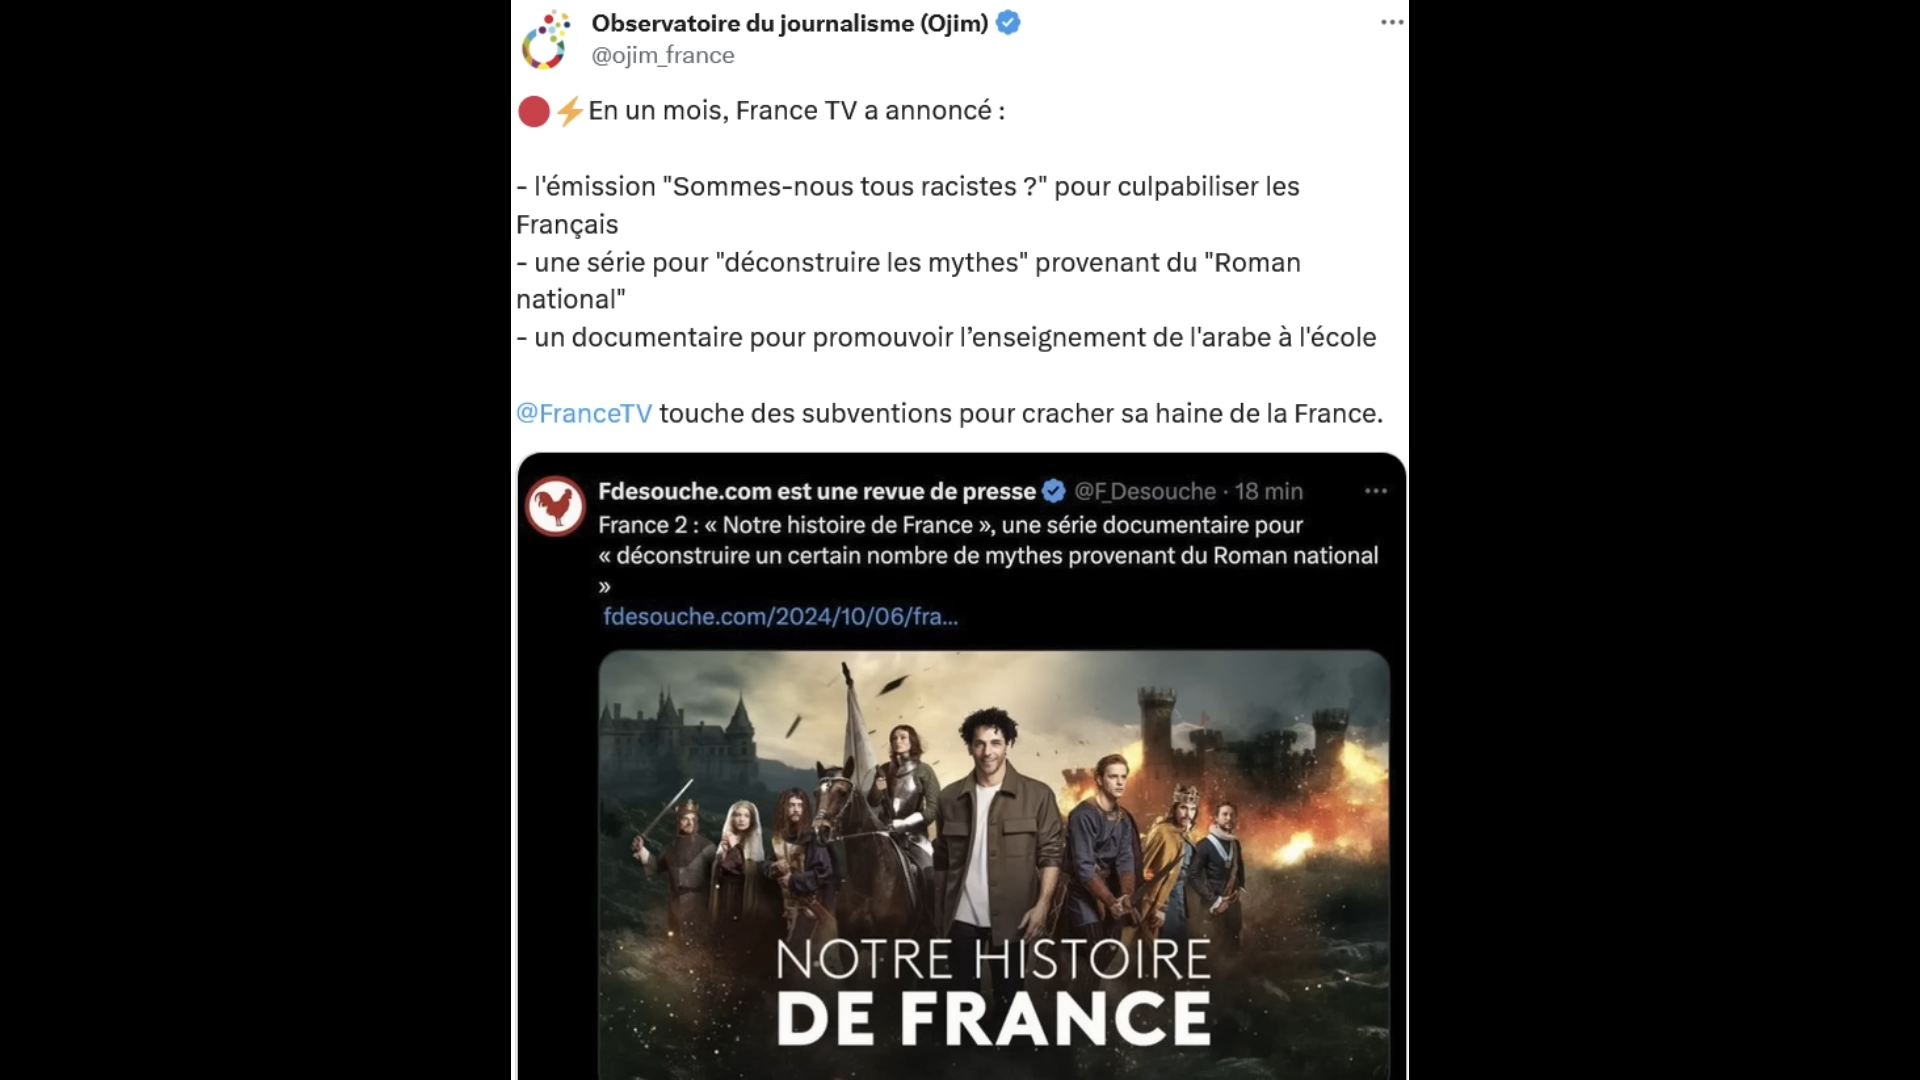 Observatoire du journalisme (Ojim)
@ojim_france
En un mois, France TV a annoncé :
- l'émission "Sommes-nous tous racistes ?" pour culpabiliser les
Français
- une série pour "déconstruire les mythes" provenant du "Roman
national"
- un documentaire pour promouvoir l’enseignement de l'arabe à l'école
@FranceTV touche des subventions pour cracher sa haine de la France.
Fdesouche.com est une revue de presse @F_Desouche · 18 min
France 2 : « Notre histoire de France », une série documentaire pour
« déconstruire un certain nombre de mythes provenant du Roman national
»
fdesouche.com/2024/10/06/fra...
NOTRE HISTOIRE
DE FRANCE